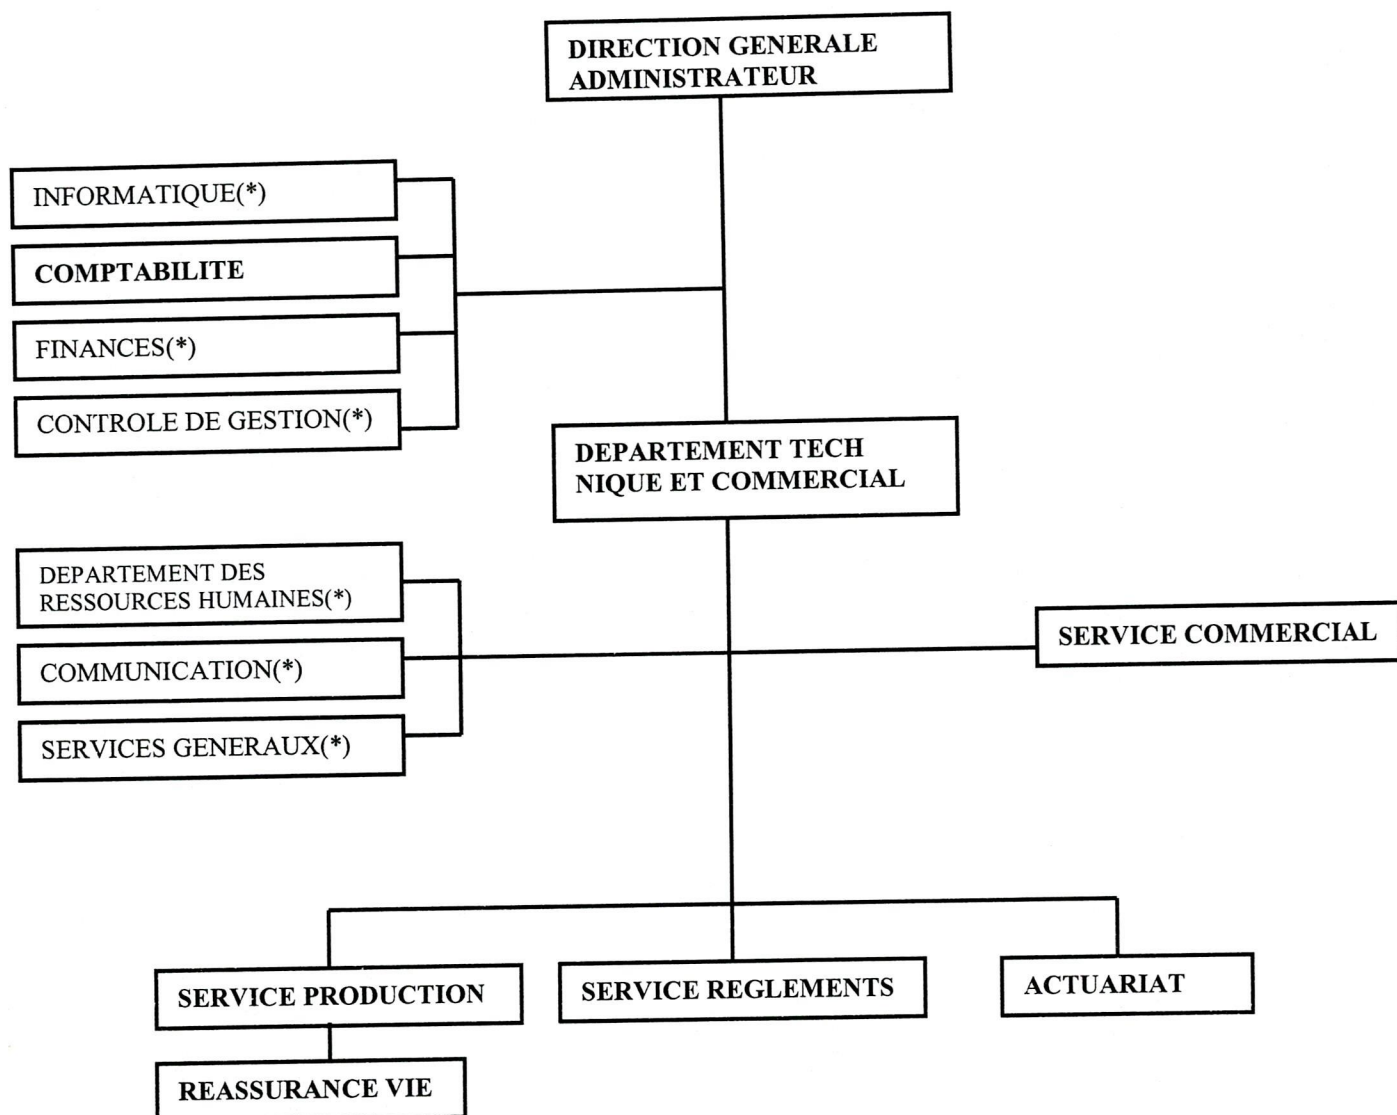 DIRECTION GENERALE
ADMINISTRATEUR
INFORMATIQUE(*)
COMPTABILITE
FINANCES(*)
CONTROLE DE GESTION(*)
DEPARTEMENT TECH
NIQUE ET COMMERCIAL
DEPARTEMENT DES
RESSOURCES HUMAINES(*)
COMMUNICATION(*)
SERVICES GENERAUX(*)
SERVICE COMMERCIAL
SERVICE PRODUCTION
SERVICE REGLEMENTS
ACTUARIAT
REASSURANCE VIE